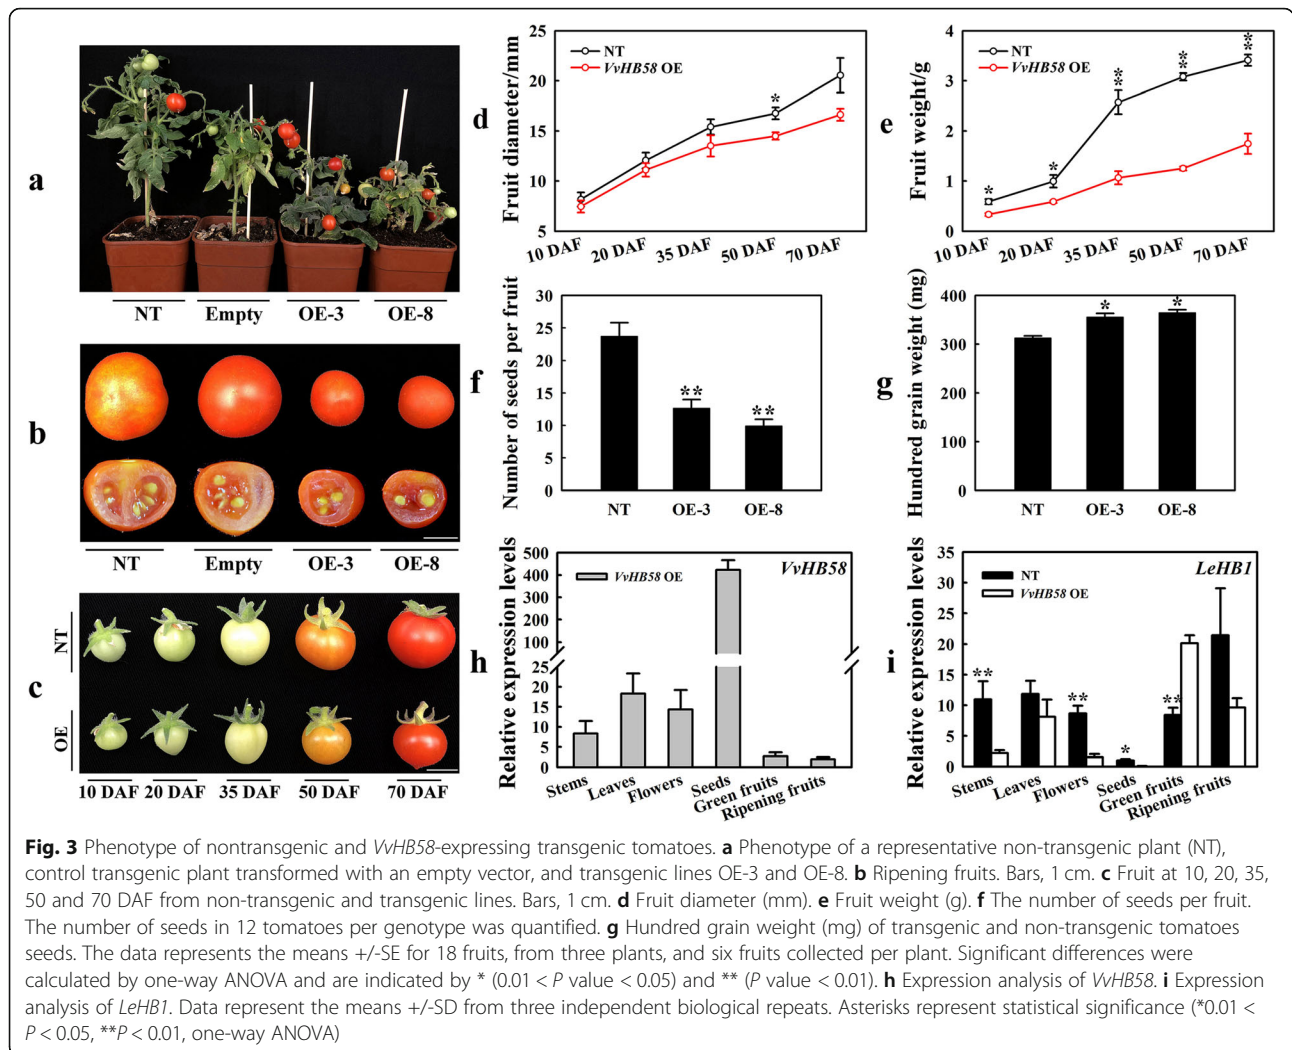 a
NT
Empty
OE-3
OE-8
b
NT
Empty
OE-3
OE-8
c
NT
OE
10 DAF
20 DAF
35 DAF
50 DAF
70 DAF
d
Fruit diameter/mm
25
20
15
10
5
NT
VvHB58 OE
*
10 DAF
20 DAF
35 DAF
50 DAF
70 DAF
e
Fruit weight/g
4
3
2
1
0
NT
VvHB58 OE
*
*
**
**
**
10 DAF
20 DAF
35 DAF
50 DAF
70 DAF
f
Number of seeds per fruit
30
25
20
15
10
5
0
**
**
NT
OE-3
OE-8
g
Hundred grain weight (mg)
400
300
200
100
0
*
*
NT
OE-3
OE-8
h
Relative expression levels
500
400
300
200
100
25
20
15
10
5
0
VvHB58 OE
VvHB58
Stems
Leaves
Flowers
Seeds
Green fruits
Ripening fruits
i
Relative expression levels
35
30
25
20
15
10
5
0
NT
VvHB58 OE
LeHB1
**
**
*
**
Stems
Leaves
Flowers
Seeds
Green fruits
Ripening fruits
Fig. 3 Phenotype of nontransgenic and VvHB58-expressing transgenic tomatoes. a Phenotype of a representative non-transgenic plant (NT),
control transgenic plant transformed with an empty vector, and transgenic lines OE-3 and OE-8. b Ripening fruits. Bars, 1 cm. c Fruit at 10, 20, 35,
50 and 70 DAF from non-transgenic and transgenic lines. Bars, 1 cm. d Fruit diameter (mm). e Fruit weight (g). f The number of seeds per fruit.
The number of seeds in 12 tomatoes per genotype was quantified. g Hundred grain weight (mg) of transgenic and non-transgenic tomatoes
seeds. The data represents the means +/-SE for 18 fruits, from three plants, and six fruits collected per plant. Significant differences were
calculated by one-way ANOVA and are indicated by * (0.01 < P value < 0.05) and ** (P value < 0.01). h Expression analysis of VvHB58. i Expression
analysis of LeHB1. Data represent the means +/-SD from three independent biological repeats. Asterisks represent statistical significance (*0.01 <
P < 0.05, **P < 0.01, one-way ANOVA)